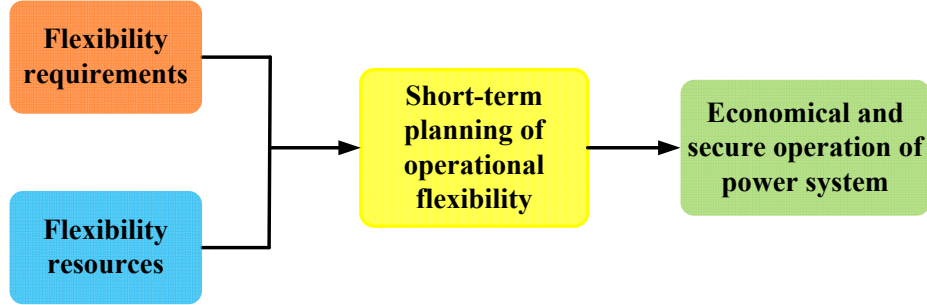 Flexibility
requirements
Flexibility
resources
Short-term
planning of
operational
flexibility
Economical and
secure operation of
power system